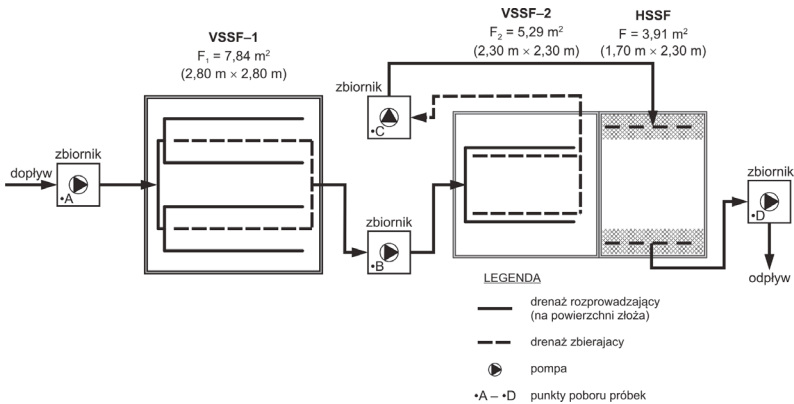 VSSF–1
F₁ = 7,84 m²
(2,80 m × 2,80 m)
VSSF–2
F₂ = 5,29 m²
(2,30 m × 2,30 m)
HSSF
F = 3,91 m²
(1,70 m × 2,30 m)
dopływ
zbiornik
•A
zbiornik
•B
zbiornik
•C
zbiornik
•D
odpływ
LEGENDA
drenaż rozprowadzający
(na powierzchni złoża)
drenaż zbierajacy
pompa
•A – •D punkty poboru próbek